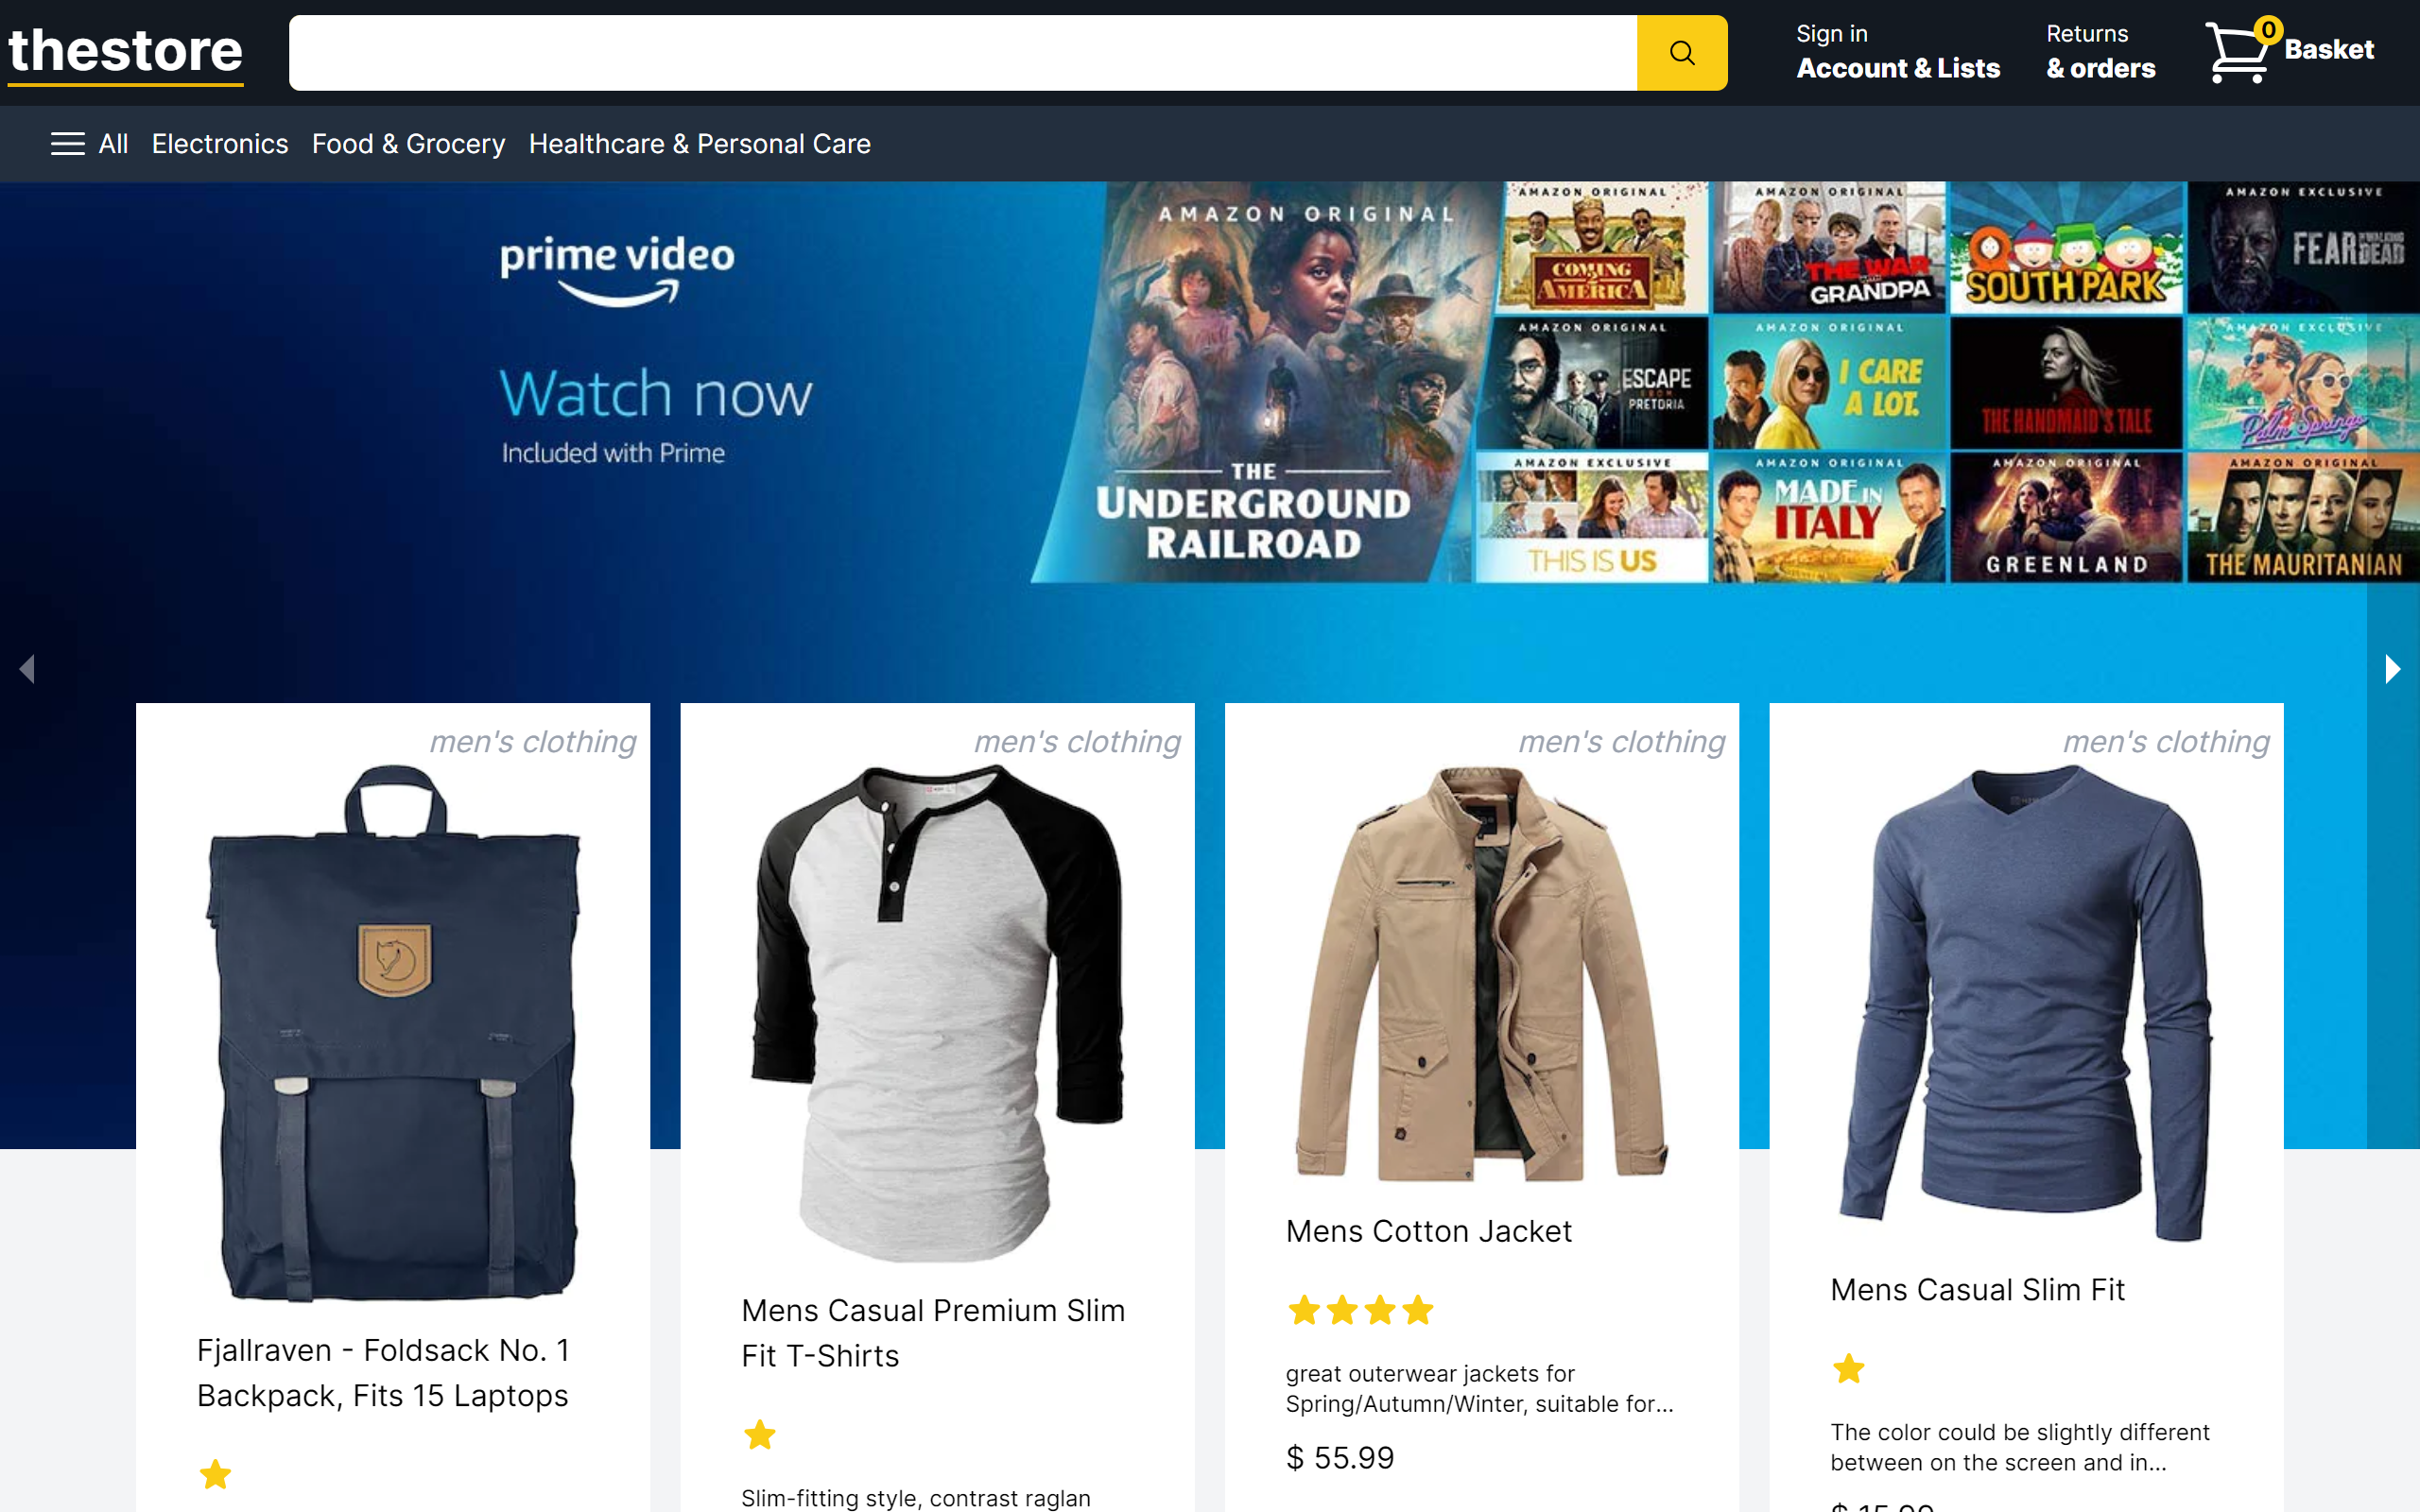 thestore
Sign in
Account & Lists
Returns
& orders
0
Basket
All
Electronics
Food & Grocery
Healthcare & Personal Care
prime video
Watch now
Included with Prime
AMAZON ORIGINAL
THE
UNDERGROUND
RAILROAD
AMAZON ORIGINAL
COMING
AMERICA
AMAZON ORIGINAL
THE WAR
GRANDPA
SOUTH PARK
AMAZON EXCLUSIVE
FEAR THE WALKING DEAD
AMAZON ORIGINAL
ESCAPE
FROM
PRETORIA
AMAZON ORIGINAL
I CARE
A LOT.
THE HANDMAID'S TALE
AMAZON EXCLUSIVE
Palm Springs
AMAZON EXCLUSIVE
THIS IS US
AMAZON ORIGINAL
MADE IN
ITALY
AMAZON ORIGINAL
GREENLAND
AMAZON ORIGINAL
THE MAURITANIAN
men's clothing
Fjallraven - Foldsack No. 1
Backpack, Fits 15 Laptops
men's clothing
Mens Casual Premium Slim
Fit T-Shirts
Slim-fitting style, contrast raglan
men's clothing
Mens Cotton Jacket
great outerwear jackets for
Spring/Autumn/Winter, suitable for...
$ 55.99
men's clothing
Mens Casual Slim Fit
The color could be slightly different
between on the screen and in...
$ 15.99